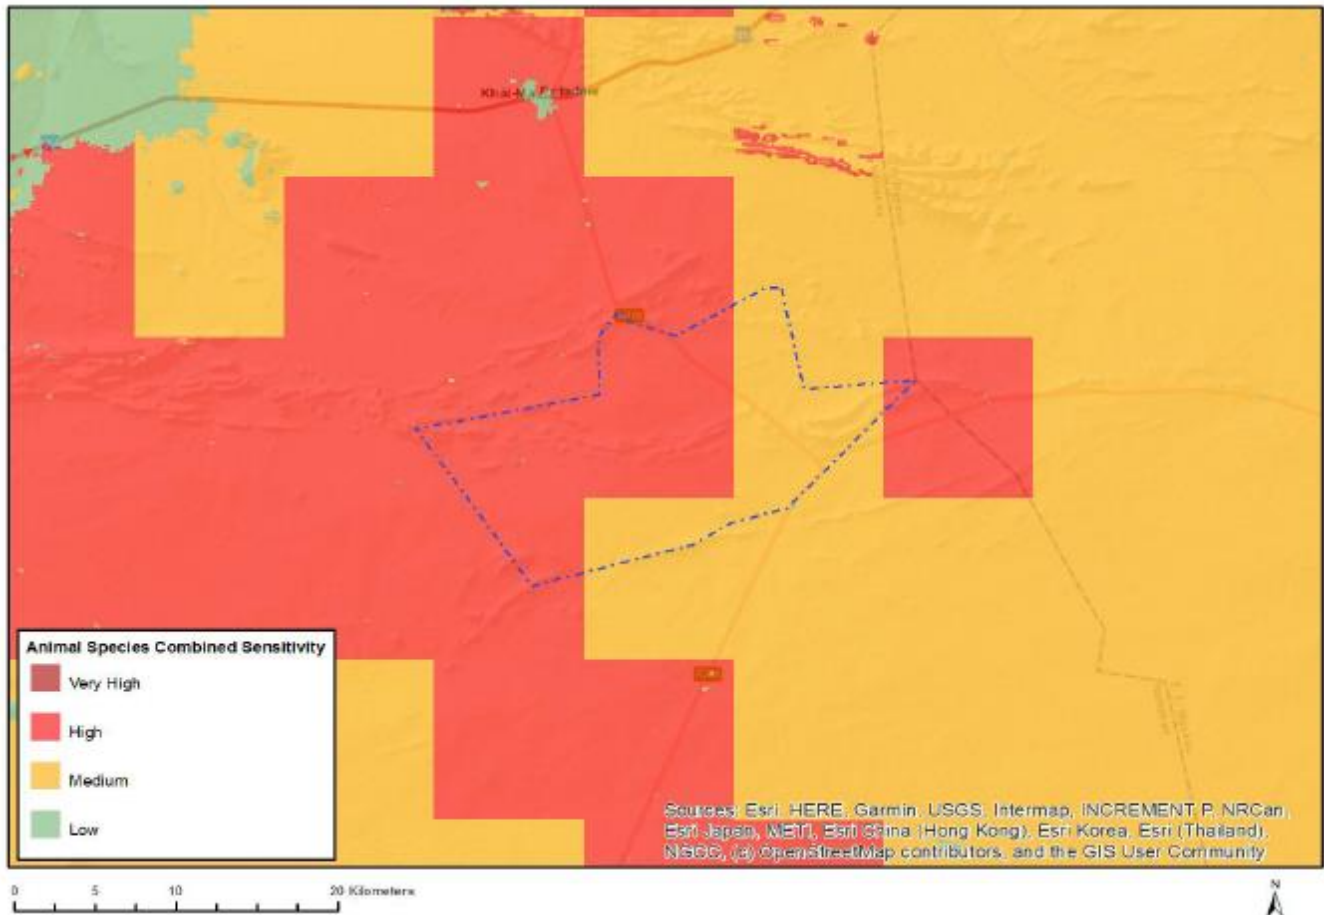 Animal Species Combined Sensitivity
Very High
High
Medium
Low
Sources: Esri, HERE, Garmin, USGS, Intermap, INCREMENT P, NRCan,
Esri Japan, METI, Esri China (Hong Kong), Esri Korea, Esri (Thailand),
NGCC, (c) OpenStreetMap contributors, and the GIS User Community
0 5 10 20 Kilometers
N